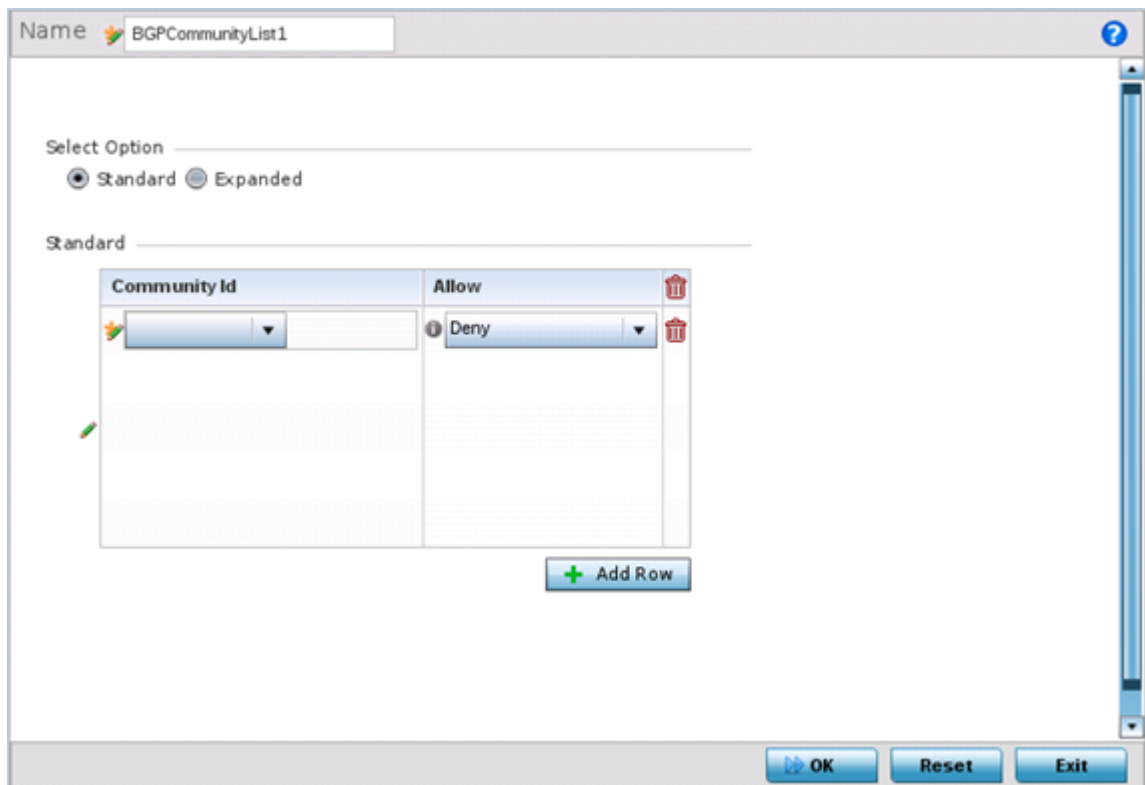 Name BGPCommunityList1 ?
Select Option
Standard Expanded
Standard
Community Id Allow
Deny
Add Row
OK Reset Exit